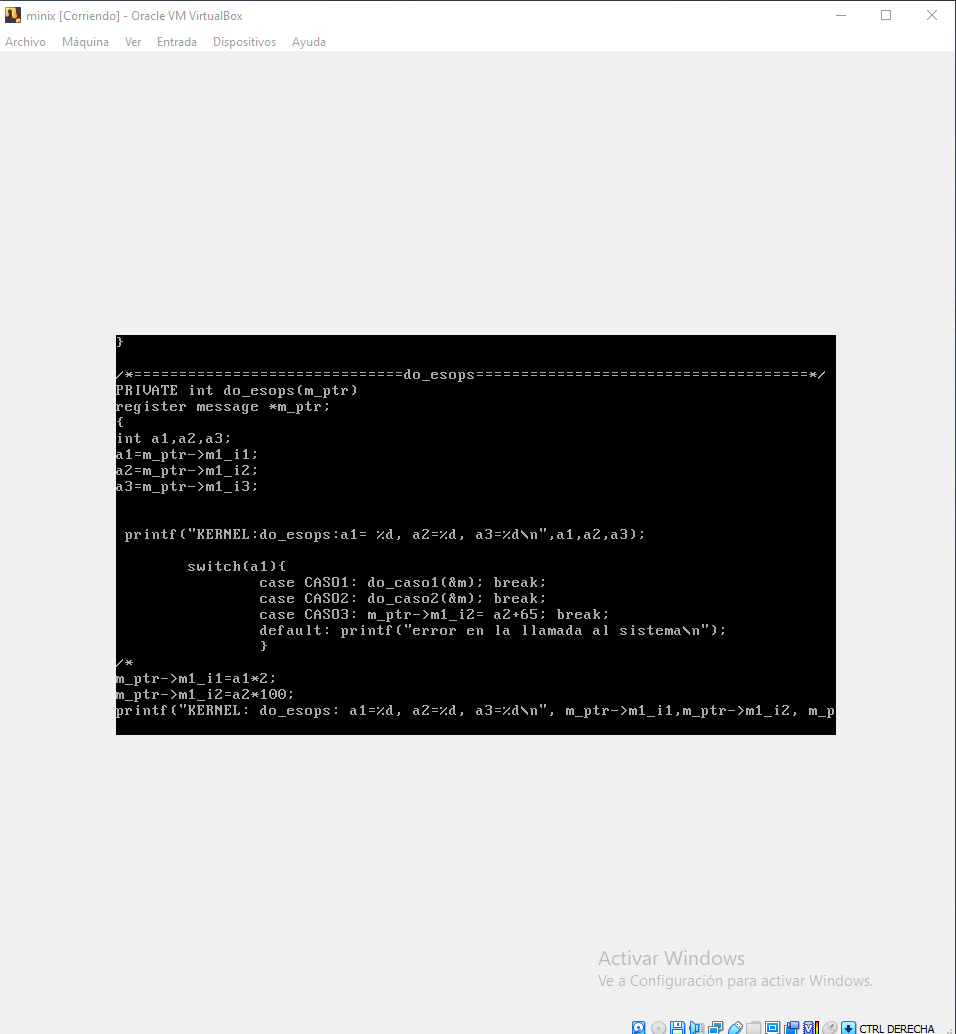 minix [Corriendo] - Oracle VM VirtualBox
Archivo Máquina Ver Entrada Dispositivos Ayuda
}
/*==============================do_esops====================================*/
PRIVATE int do_esops(m_ptr)
register message *m_ptr;
{
int a1,a2,a3;
a1=m_ptr->m1_i1;
a2=m_ptr->m1_i2;
a3=m_ptr->m1_i3;
printf("KERNEL:do_esops:a1= %d, a2=%d, a3=%d\n",a1,a2,a3);
switch(a1){
case CASO1: do_caso1(&m); break;
case CASO2: do_caso2(&m); break;
case CASO3: m_ptr->m1_i2= a2+65; break;
default: printf("error en la llamada al sistema\n");
}
/*
m_ptr->m1_i1=a1*2;
m_ptr->m1_i2=a2*100;
printf("KERNEL: do_esops: a1=%d, a2=%d, a3=%d\n", m_ptr->m1_i1,m_ptr->m1_i2, m_p
Activar Windows
Ve a Configuración para activar Windows.
CTRL DERECHA